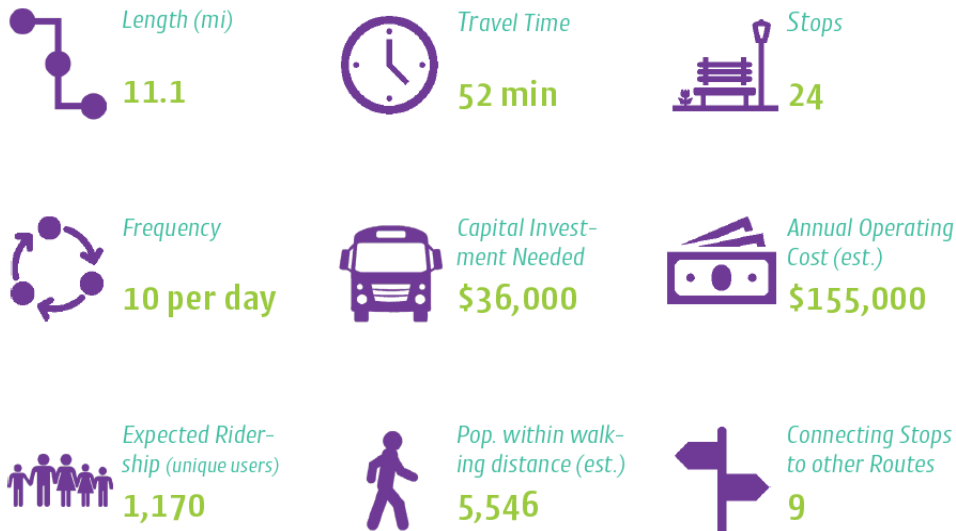 Length (mi)
11.1
Travel Time
52 min
Stops
24
Frequency
10 per day
Capital Invest-
ment Needed
$36,000
Annual Operating
Cost (est.)
$155,000
Expected Rider-
ship (unique users)
1,170
Pop. within walk-
ing distance (est.)
5,546
Connecting Stops
to other Routes
9